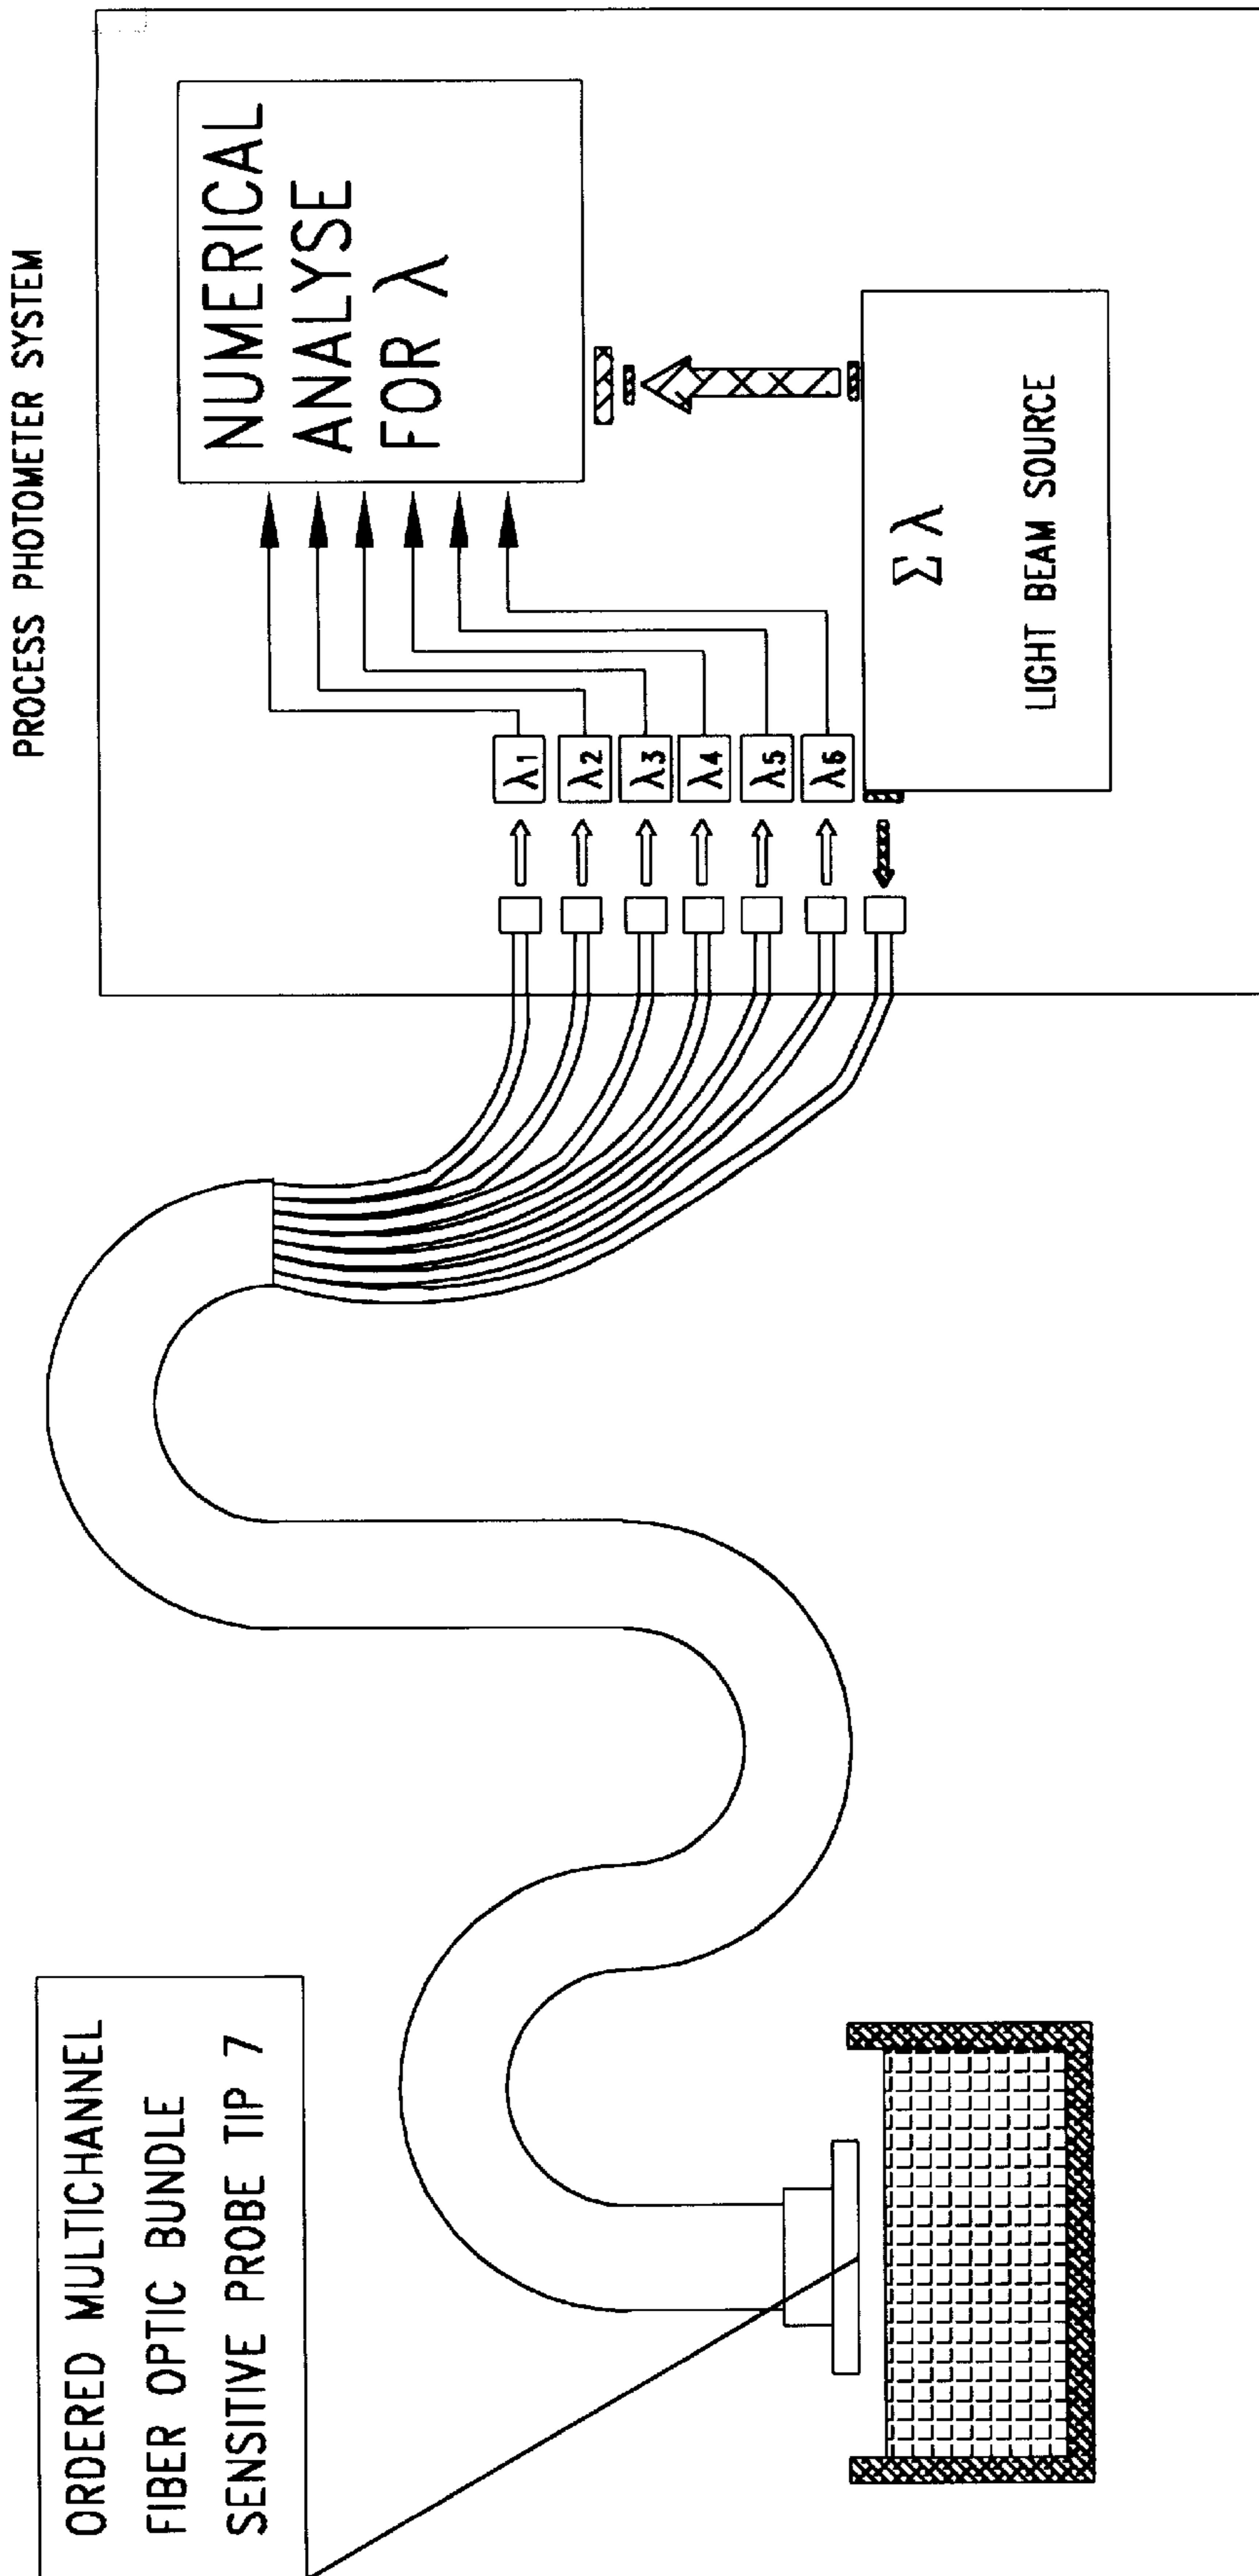 PROCESS PHOTOMETER SYSTEM
NUMERICAL
ANALYSE
FOR λ
λ1
λ2
λ3
λ4
λ5
λ6
Σ λ
LIGHT BEAM SOURCE
ORDERED MULTICHANNEL
FIBER OPTIC BUNDLE
SENSITIVE PROBE TIP 7